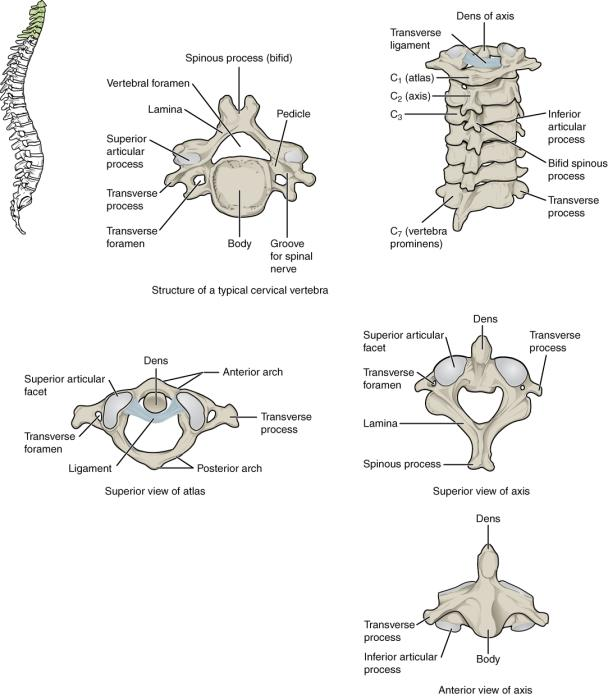 Spinous process (bifid)
Vertebral foramen
Lamina
Pedicle
Superior
articular
process
Transverse
process
Transverse
foramen
Body
Groove
for spinal
nerve
Structure of a typical cervical vertebra
Dens of axis
Transverse
ligament
C₁ (atlas)
C₂ (axis)
C₃
Inferior
articular
process
Bifid spinous
process
Transverse
process
C₇ (vertebra
prominens)
Dens
Anterior arch
Superior articular
facet
Transverse
process
Transverse
foramen
Ligament
Posterior arch
Superior view of atlas
Dens
Superior articular
facet
Transverse
process
Transverse
foramen
Lamina
Spinous process
Superior view of axis
Dens
Transverse
process
Inferior articular
process
Body
Anterior view of axis